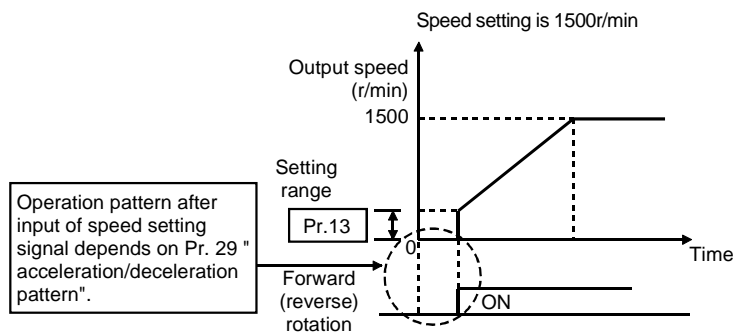 Speed setting is 1500r/min
Output speed
(r/min)
1500
Setting
range
Pr.13
Operation pattern after
input of speed setting
signal depends on Pr. 29 "
acceleration/deceleration
pattern".
0
Time
Forward
(reverse)
rotation
ON